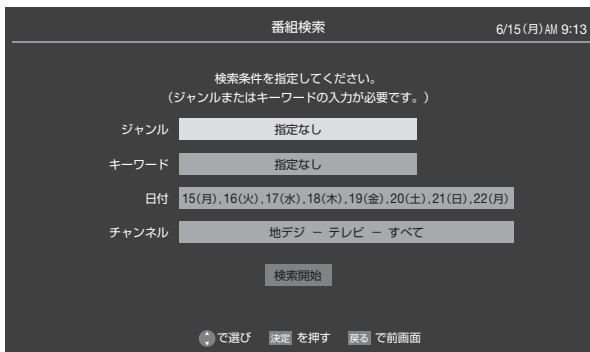 番組検索 6/15(月)AM 9:13
検索条件を指定してください。
(ジャンルまたはキーワードの入力が必要です。)
ジャンル 指定なし
キーワード 指定なし
日付 15(月),16(火),17(水),18(木),19(金),20(土),21(日),22(月)
チャンネル 地デジ － テレビ － すべて
検索開始
で選び 決定 を押す 戻る で前画面